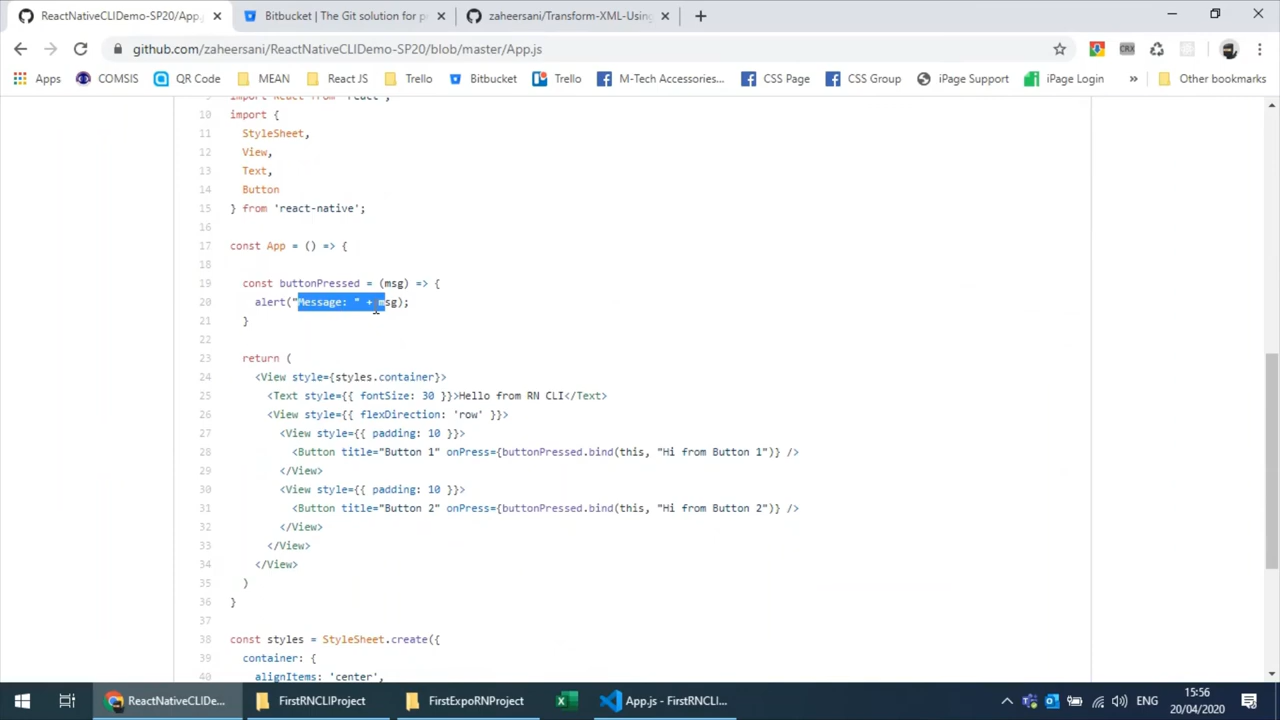 ReactNativeCLIDemo-SP20/App.j
Bitbucket | The Git solution for p
zaheersani/Transform-XML-Using
github.com/zaheersani/ReactNativeCLIDemo-SP20/blob/master/App.js
Apps COMSIS QR Code MEAN React JS Trello Bitbucket Trello M-Tech Accessories... CSS Page CSS Group iPage Support iPage Login » Other bookmarks
9 import React from 'react';
10 import {
11 StyleSheet,
12 View,
13 Text,
14 Button
15 } from 'react-native';
16
17 const App = () => {
18
19 const buttonPressed = (msg) => {
20 alert("Message: " + msg);
21 }
22
23 return (
24 <View style={styles.container}>
25 <Text style={{ fontSize: 30 }}>Hello from RN CLI</Text>
26 <View style={{ flexDirection: 'row' }}>
27 <View style={{ padding: 10 }}>
28 <Button title="Button 1" onPress={buttonPressed.bind(this, "Hi from Button 1")} />
29 </View>
30 <View style={{ padding: 10 }}>
31 <Button title="Button 2" onPress={buttonPressed.bind(this, "Hi from Button 2")} />
32 </View>
33 </View>
34 </View>
35 )
36 }
37
38 const styles = StyleSheet.create({
39 container: {
40 alignItems: 'center',
ReactNativeCLIDe... FirstRNCLIProject FirstExpoRNProject App.js - FirstRNCLI... ENG 15:56
20/04/2020